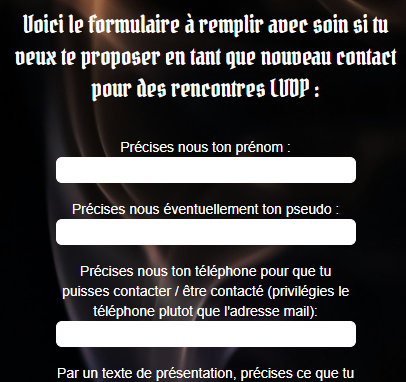 Voici le formulaire à remplir avec soin si tu
veux te proposer en tant que nouveau contact
pour des rencontres LVDP :
Précises nous ton prénom :
Précises nous éventuellement ton pseudo :
Précises nous ton téléphone pour que tu
puisses contacter / être contacté (privilégies le
téléphone plutot que l'adresse mail):
Par un texte de présentation, précises ce que tu